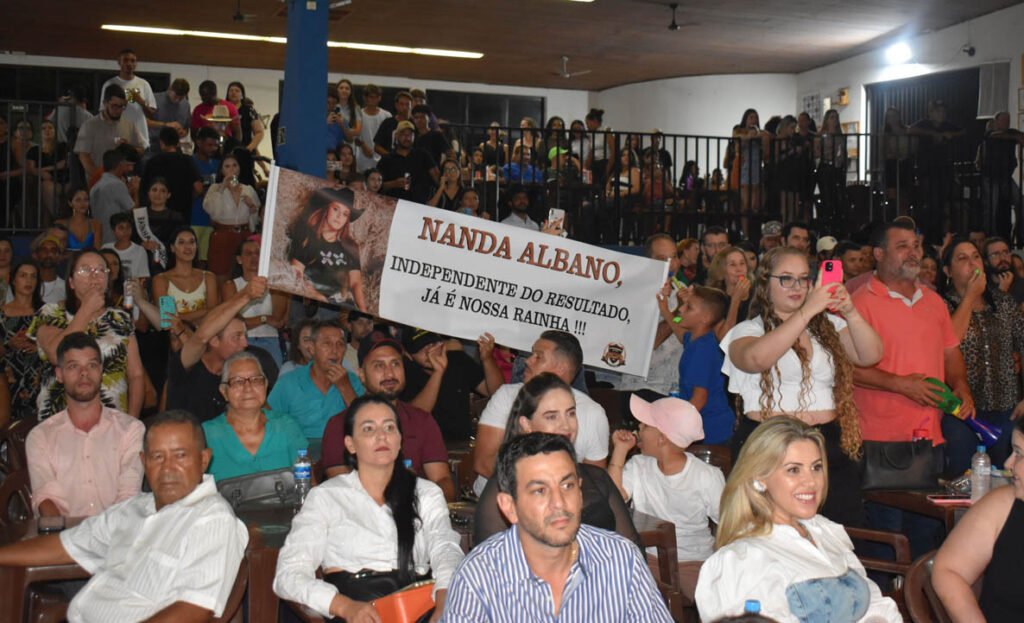 NANDA ALBANO,
INDEPENDENTE DO RESULTADO,
JÁ É NOSSA RAINHA !!!